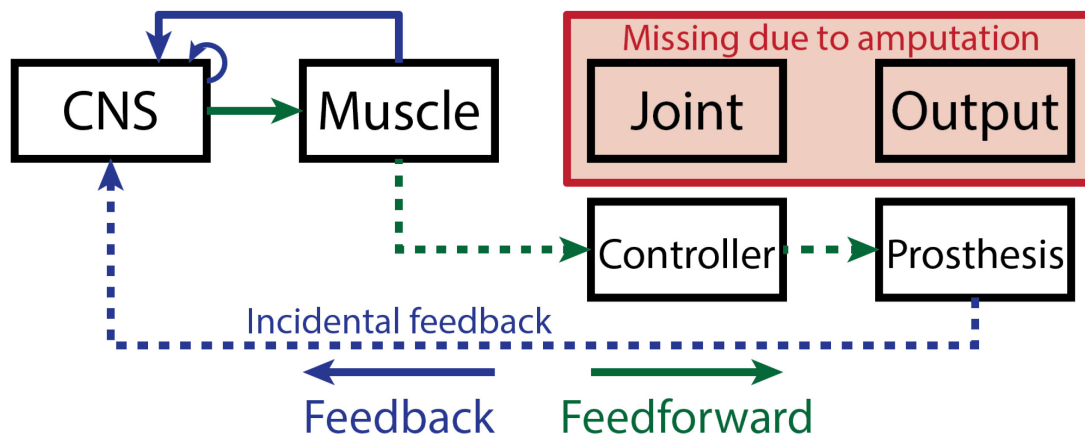 Missing due to amputation
CNS
Muscle
Joint
Output
Controller
Prosthesis
Incidental feedback
Feedback
Feedforward